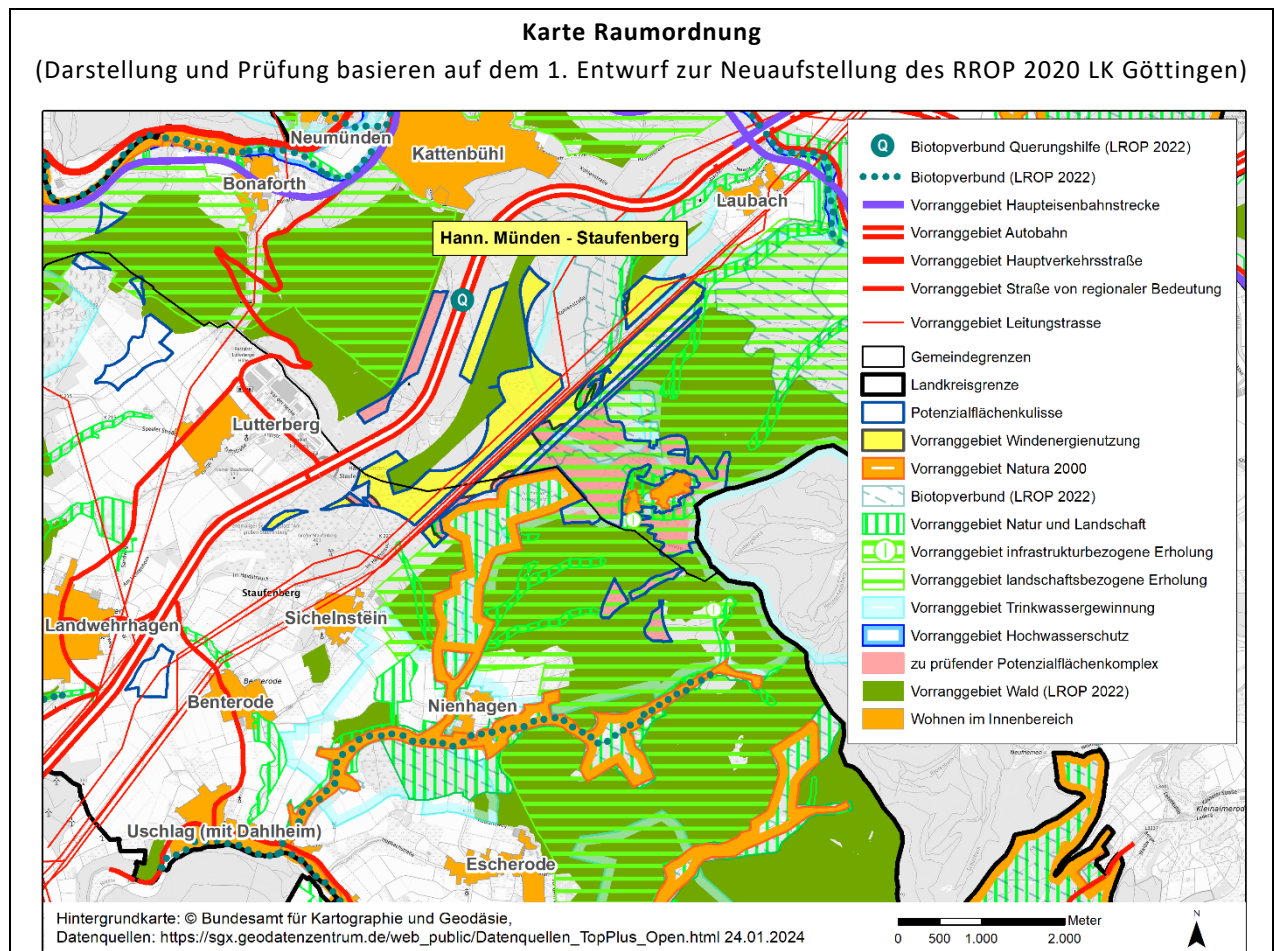 Karte Raumordnung
(Darstellung und Prüfung basieren auf dem 1. Entwurf zur Neuaufstellung des RROP 2020 LK Göttingen)
Neumünden
Kattenbühl
Bonaforth
Laubach
Hann. Münden - Staufenberg
Q
Lutterberg
Staufenberg
Landwehrhagen
Sichelnstein
Benterode
Benterode
Nienhagen
Uschlag (mit Dahlheim)
Escherode
Kleinalmerod
Q Biotopverbund Querungshilfe (LROP 2022)
Biotopverbund (LROP 2022)
Vorranggebiet Haupteisenbahnstrecke
Vorranggebiet Autobahn
Vorranggebiet Hauptverkehrsstraße
Vorranggebiet Straße von regionaler Bedeutung
Vorranggebiet Leitungstrasse
Gemeindegrenzen
Landkreisgrenze
Potenzialflächenkulisse
Vorranggebiet Windenergienutzung
Vorranggebiet Natura 2000
Biotopverbund (LROP 2022)
Vorranggebiet Natur und Landschaft
Vorranggebiet infrastrukturbezogene Erholung
Vorranggebiet landschaftsbezogene Erholung
Vorranggebiet Trinkwassergewinnung
Vorranggebiet Hochwasserschutz
zu prüfender Potenzialflächenkomplex
Vorranggebiet Wald (LROP 2022)
Wohnen im Innenbereich
Hintergrundkarte: © Bundesamt für Kartographie und Geodäsie,
Datenquellen: https://sgx.geodatenzentrum.de/web_public/Datenquellen_TopPlus_Open.html 24.01.2024
Meter
0 500 1.000 2.000
N